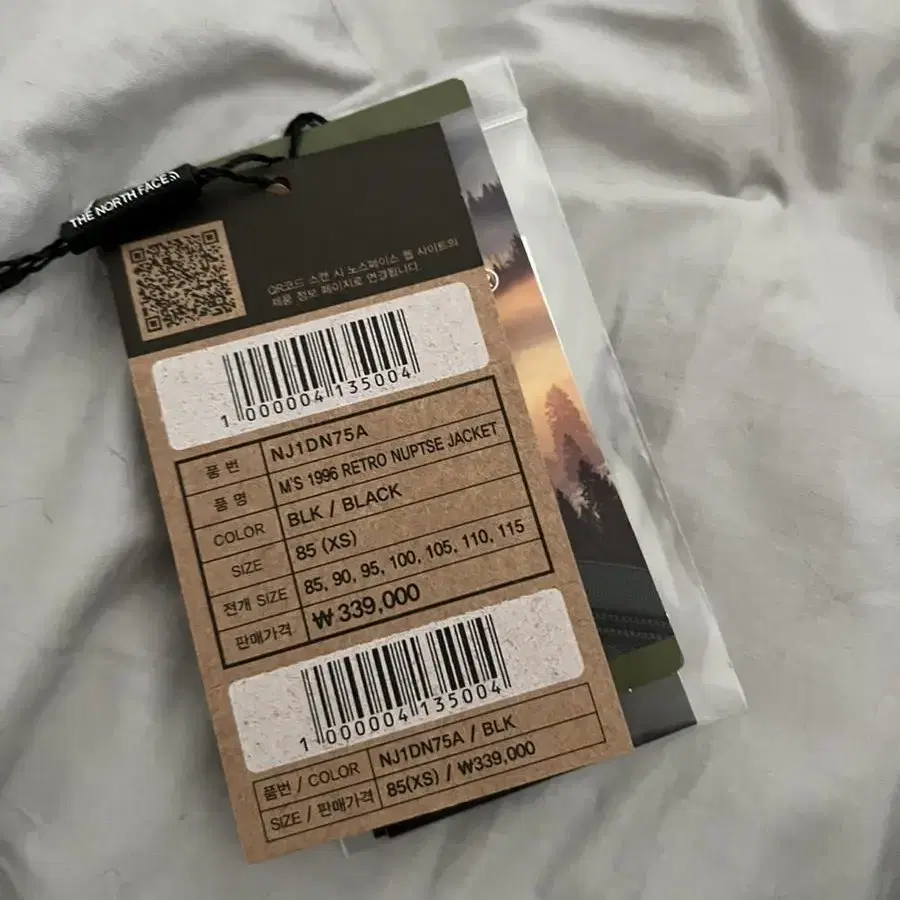 THE NORTH FACE
QR코드 스캔 시 노스페이스 웹 사이트의
제품 정보 페이지로 연결됩니다.
1 000004 135004
품 번 NJ1DN75A
품 명 M'S 1996 RETRO NUPTSE JACKET
COLOR BLK / BLACK
SIZE 85 (XS)
전개 SIZE 85, 90, 95, 100, 105, 110, 115
판매가격 ₩339,000
1 000004 135004
품번 / COLOR NJ1DN75A / BLK
SIZE / 판매가격 85(XS) / ₩339,000